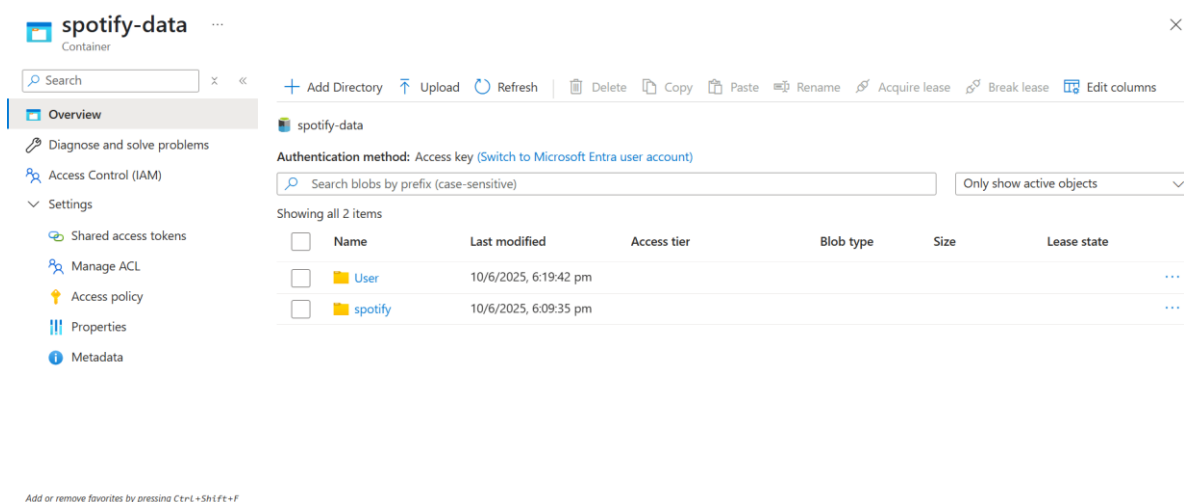 spotify-data ...
Container
Search
Overview
Diagnose and solve problems
Access Control (IAM)
Settings
Shared access tokens
Manage ACL
Access policy
Properties
Metadata
Add or remove favorites by pressing Ctrl+Shift+F
Add Directory Upload Refresh Delete Copy Paste Rename Acquire lease Break lease Edit columns
spotify-data
Authentication method: Access key (Switch to Microsoft Entra user account)
Search blobs by prefix (case-sensitive) Only show active objects
Showing all 2 items
Name Last modified Access tier Blob type Size Lease state
User 10/6/2025, 6:19:42 pm ...
spotify 10/6/2025, 6:09:35 pm ...